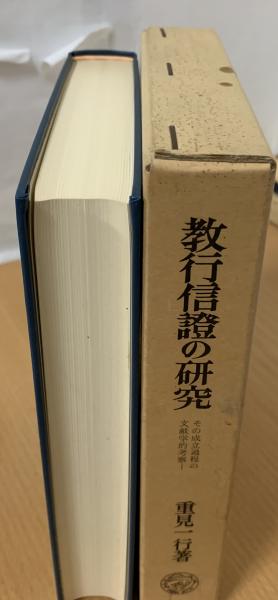 教行信證の研究
その成立過程の
文献学的考察―
重見一行著